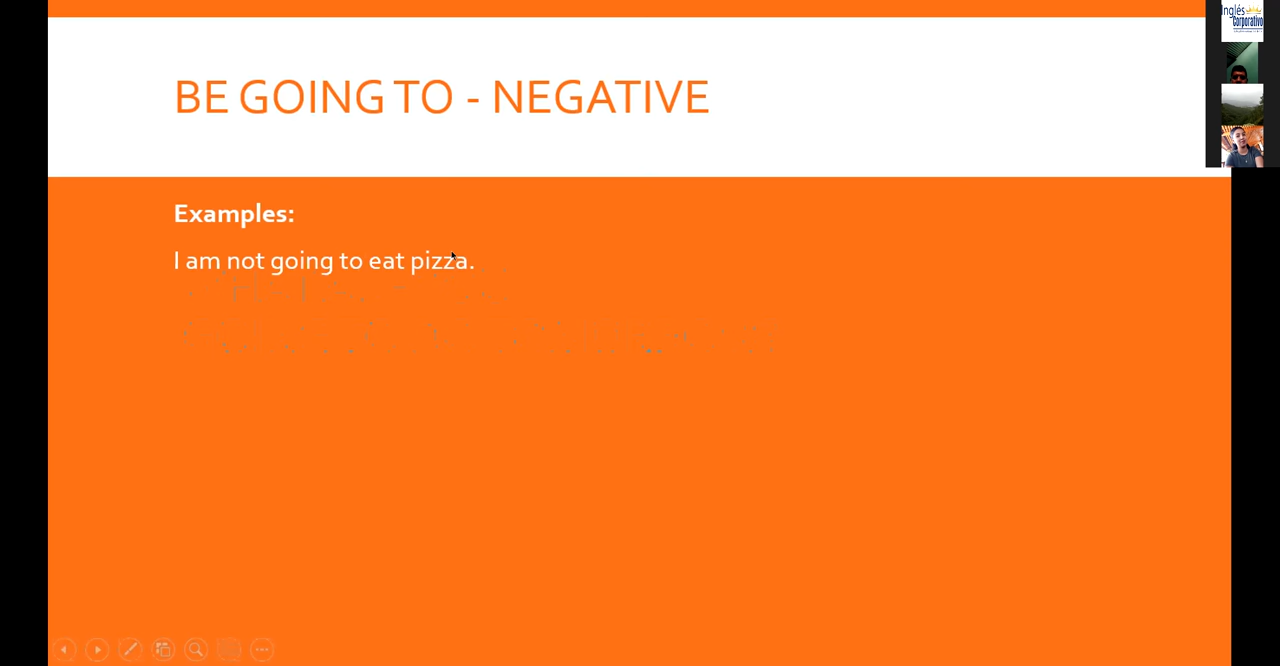 BE GOING TO - NEGATIVE
Examples:
I am not going to eat pizza.
Inglés
Corporativo